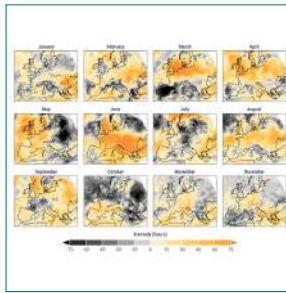 January February March April
May June July August
September October November December
Anomaly (hours)